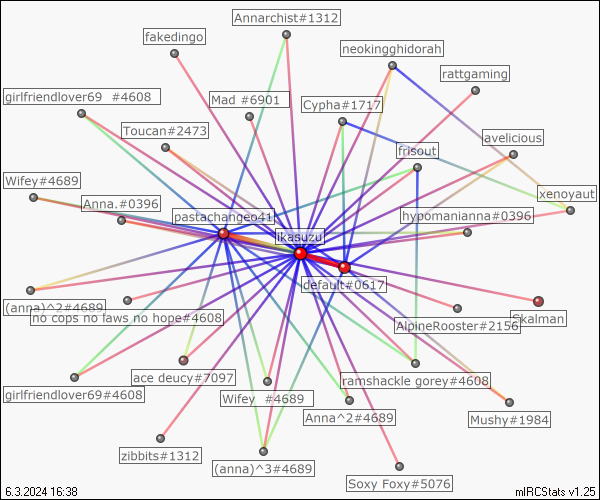 Annarchist#1312
fakedingo
neokingghidorah
rattgaming
girlfriendlover69 #4608
Mad #6901
Cypha#1717
Toucan#2473
avelicious
frisout
Wifey#4689
xenoyaut
Anna.#0396
pastachangeo41
hypomanianna#0396
ikasuzu
default#0617
(anna)^2#4689
no cops no laws no hope#4608
Skalman
AlpineRooster#2156
ace deucy#7097
ramshackle gorey#4608
girlfriendlover69#4608
Wifey #4689
Anna^2#4689
Mushy#1984
zibbits#1312
(anna)^3#4689
Soxy Foxy#5076
6.3.2024 16:38
mIRCStats v1.25